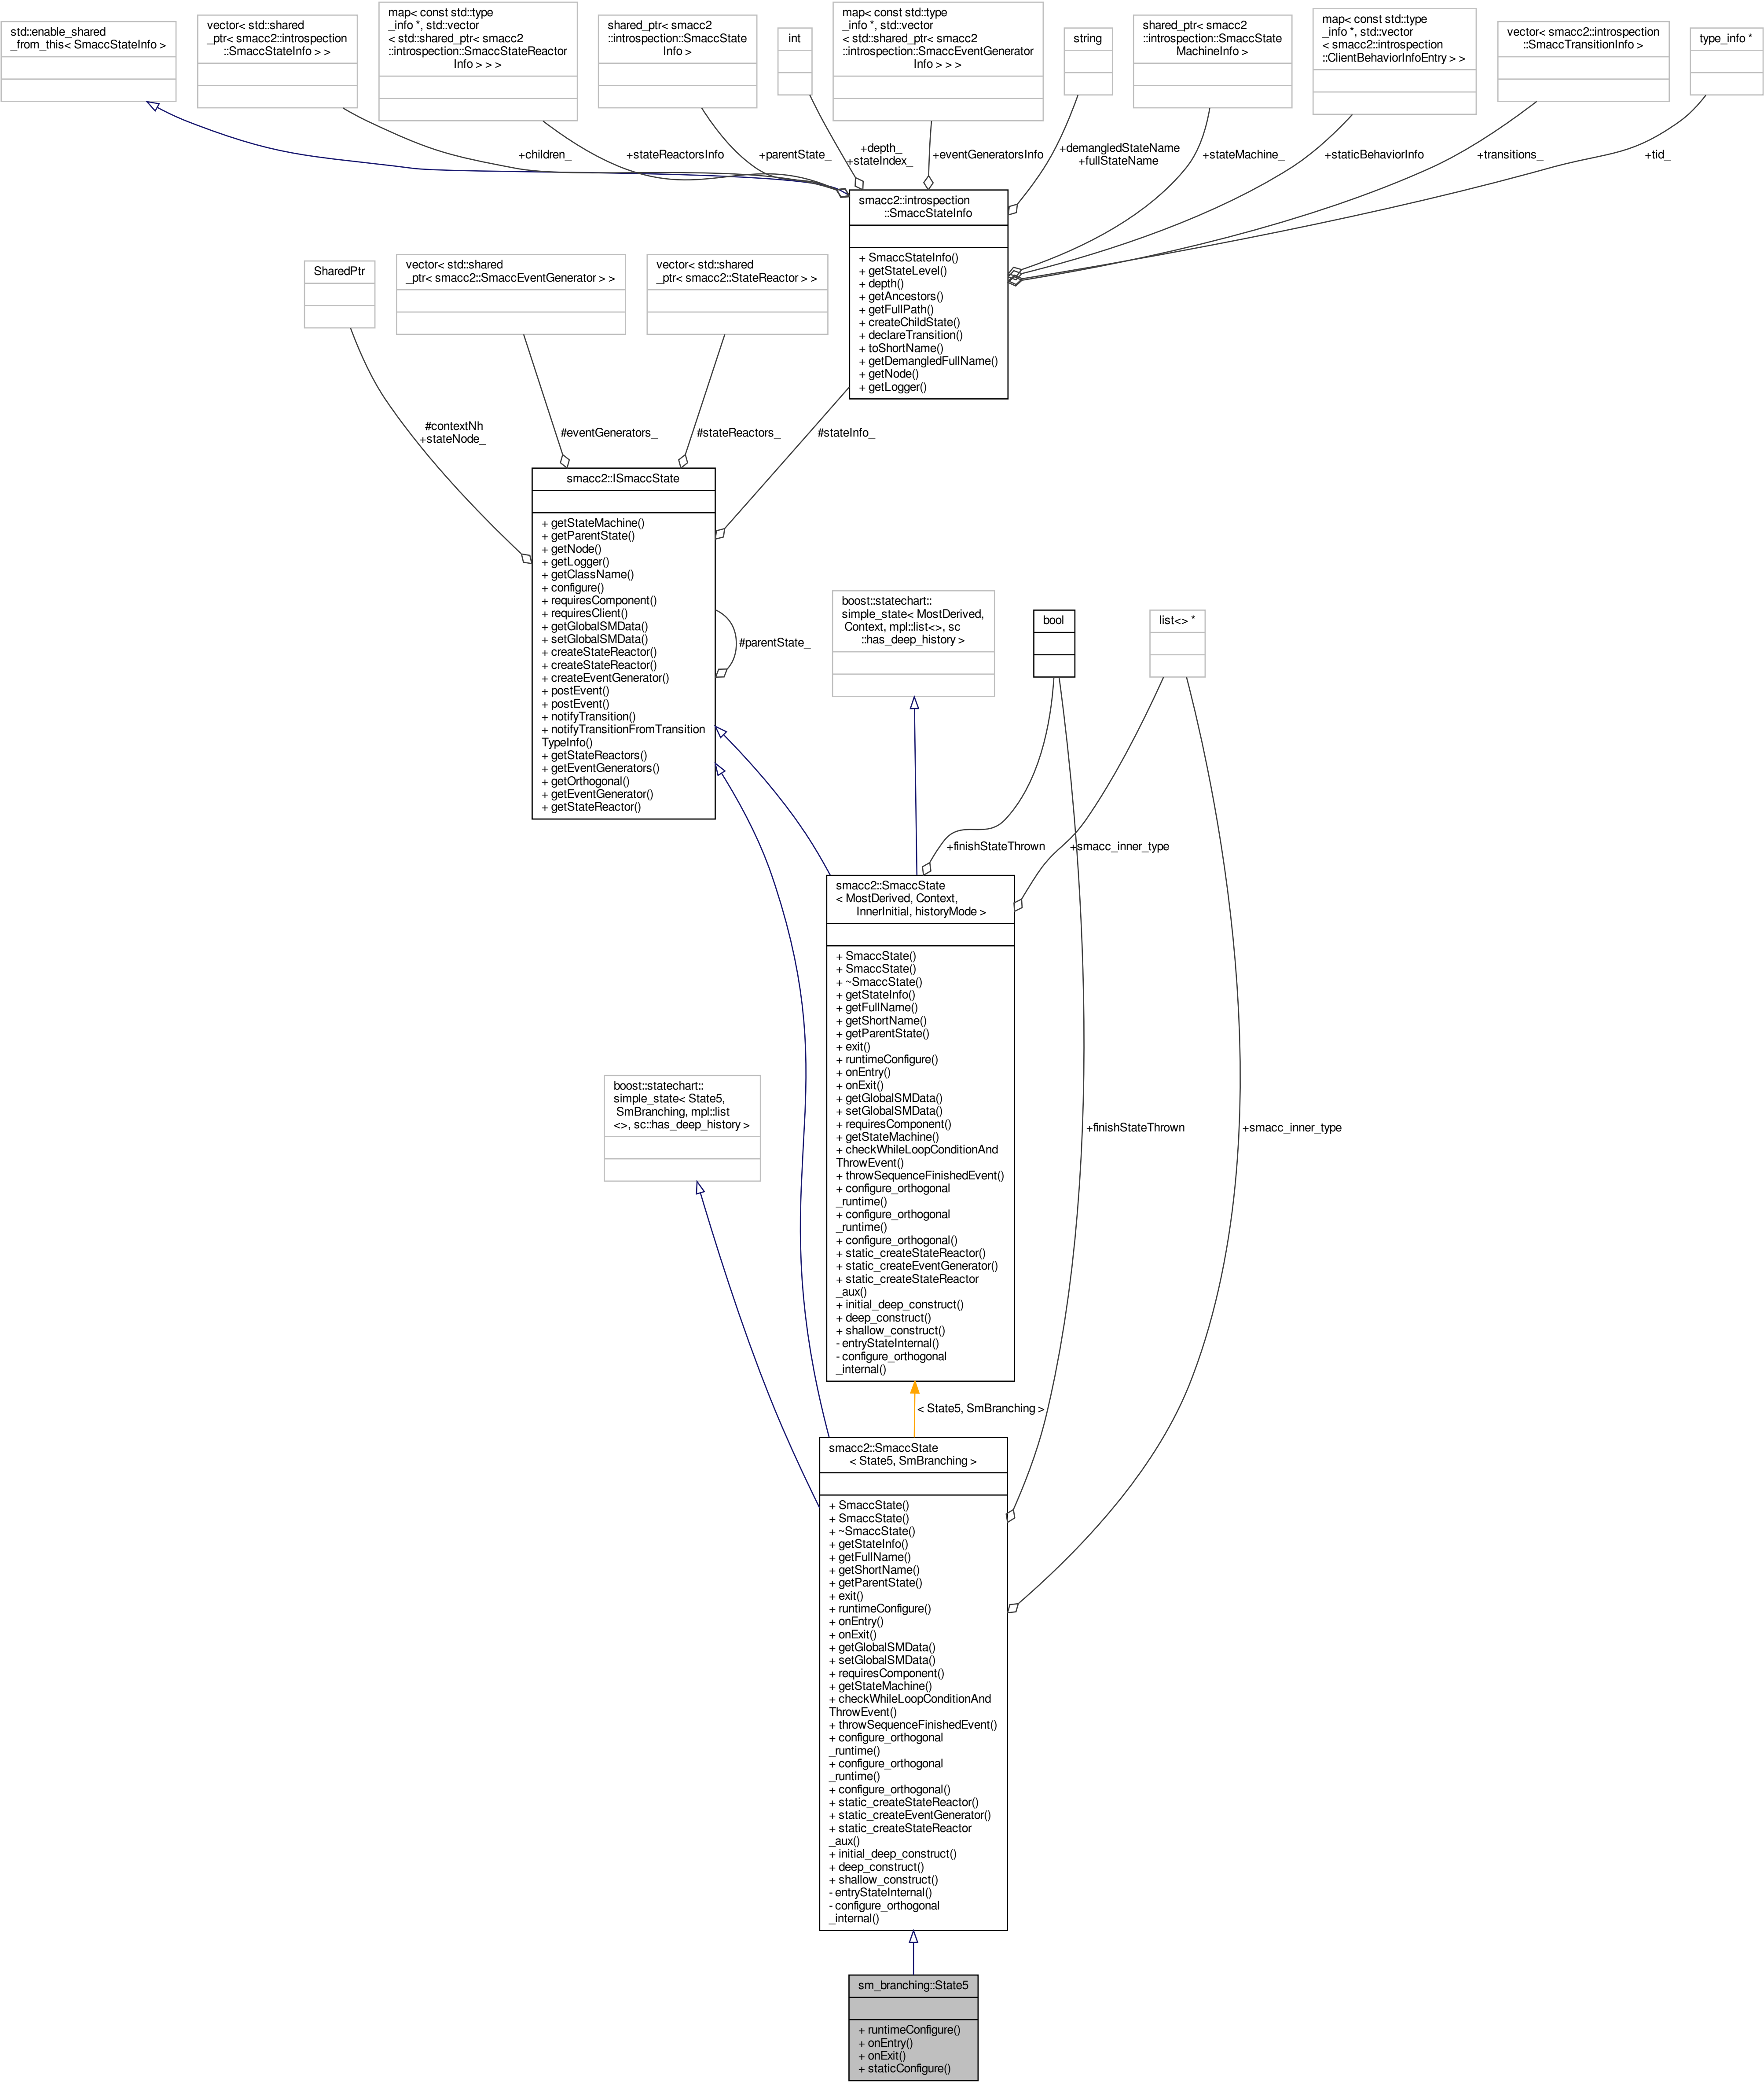 std::enable_shared
_from_this< SmaccStateInfo >
vector< std::shared
_ptr< smacc2::introspection
::SmaccStateInfo > >
map< const std::type
_info *, std::vector
< std::shared_ptr< smacc2
::introspection::SmaccStateReactor
Info > > >
shared_ptr< smacc2
::introspection::SmaccState
Info >
int
map< const std::type
_info *, std::vector
< std::shared_ptr< smacc2
::introspection::SmaccEventGenerator
Info > > >
string
shared_ptr< smacc2
::introspection::SmaccState
MachineInfo >
map< const std::type
_info *, std::vector
< smacc2::introspection
::ClientBehaviorInfoEntry > >
vector< smacc2::introspection
::SmaccTransitionInfo >
type_info *
+children_
+stateReactorsInfo
+parentState_
+depth_
+stateIndex_
+eventGeneratorsInfo
+demangledStateName
+fullStateName
+stateMachine_
+staticBehaviorInfo
+transitions_
+tid_
smacc2::introspection
::SmaccStateInfo
+ SmaccStateInfo()
+ getStateLevel()
+ depth()
+ getAncestors()
+ getFullPath()
+ createChildState()
+ declareTransition()
+ toShortName()
+ getDemangledFullName()
+ getNode()
+ getLogger()
SharedPtr
vector< std::shared
_ptr< smacc2::SmaccEventGenerator > >
vector< std::shared
_ptr< smacc2::StateReactor > >
#contextNh
+stateNode_
#eventGenerators_
#stateReactors_
#stateInfo_
smacc2::ISmaccState
+ getStateMachine()
+ getParentState()
+ getNode()
+ getLogger()
+ getClassName()
+ configure()
+ requiresComponent()
+ requiresClient()
+ getGlobalSMData()
+ setGlobalSMData()
+ createStateReactor()
+ createStateReactor()
+ createEventGenerator()
+ postEvent()
+ postEvent()
+ notifyTransition()
+ notifyTransitionFromTransition
TypeInfo()
+ getStateReactors()
+ getEventGenerators()
+ getOrthogonal()
+ getEventGenerator()
+ getStateReactor()
#parentState_
boost::statechart::
simple_state< MostDerived,
Context, mpl::list<>, sc
::has_deep_history >
bool
list<> *
+finishStateThrown
+smacc_inner_type
smacc2::SmaccState
< MostDerived, Context,
InnerInitial, historyMode >
+ SmaccState()
+ SmaccState()
+ ~SmaccState()
+ getStateInfo()
+ getFullName()
+ getShortName()
+ getParentState()
+ exit()
+ runtimeConfigure()
+ onEntry()
+ onExit()
+ getGlobalSMData()
+ setGlobalSMData()
+ requiresComponent()
+ getStateMachine()
+ checkWhileLoopConditionAnd
ThrowEvent()
+ throwSequenceFinishedEvent()
+ configure_orthogonal
_runtime()
+ configure_orthogonal
_runtime()
+ configure_orthogonal()
+ static_createStateReactor()
+ static_createEventGenerator()
+ static_createStateReactor
_aux()
+ initial_deep_construct()
+ deep_construct()
+ shallow_construct()
- entryStateInternal()
- configure_orthogonal
_internal()
boost::statechart::
simple_state< State5,
SmBranching, mpl::list
<>, sc::has_deep_history >
+finishStateThrown
+smacc_inner_type
< State5, SmBranching >
smacc2::SmaccState
< State5, SmBranching >
+ SmaccState()
+ SmaccState()
+ ~SmaccState()
+ getStateInfo()
+ getFullName()
+ getShortName()
+ getParentState()
+ exit()
+ runtimeConfigure()
+ onEntry()
+ onExit()
+ getGlobalSMData()
+ setGlobalSMData()
+ requiresComponent()
+ getStateMachine()
+ checkWhileLoopConditionAnd
ThrowEvent()
+ throwSequenceFinishedEvent()
+ configure_orthogonal
_runtime()
+ configure_orthogonal
_runtime()
+ configure_orthogonal()
+ static_createStateReactor()
+ static_createEventGenerator()
+ static_createStateReactor
_aux()
+ initial_deep_construct()
+ deep_construct()
+ shallow_construct()
- entryStateInternal()
- configure_orthogonal
_internal()
sm_branching::State5
+ runtimeConfigure()
+ onEntry()
+ onExit()
+ staticConfigure()